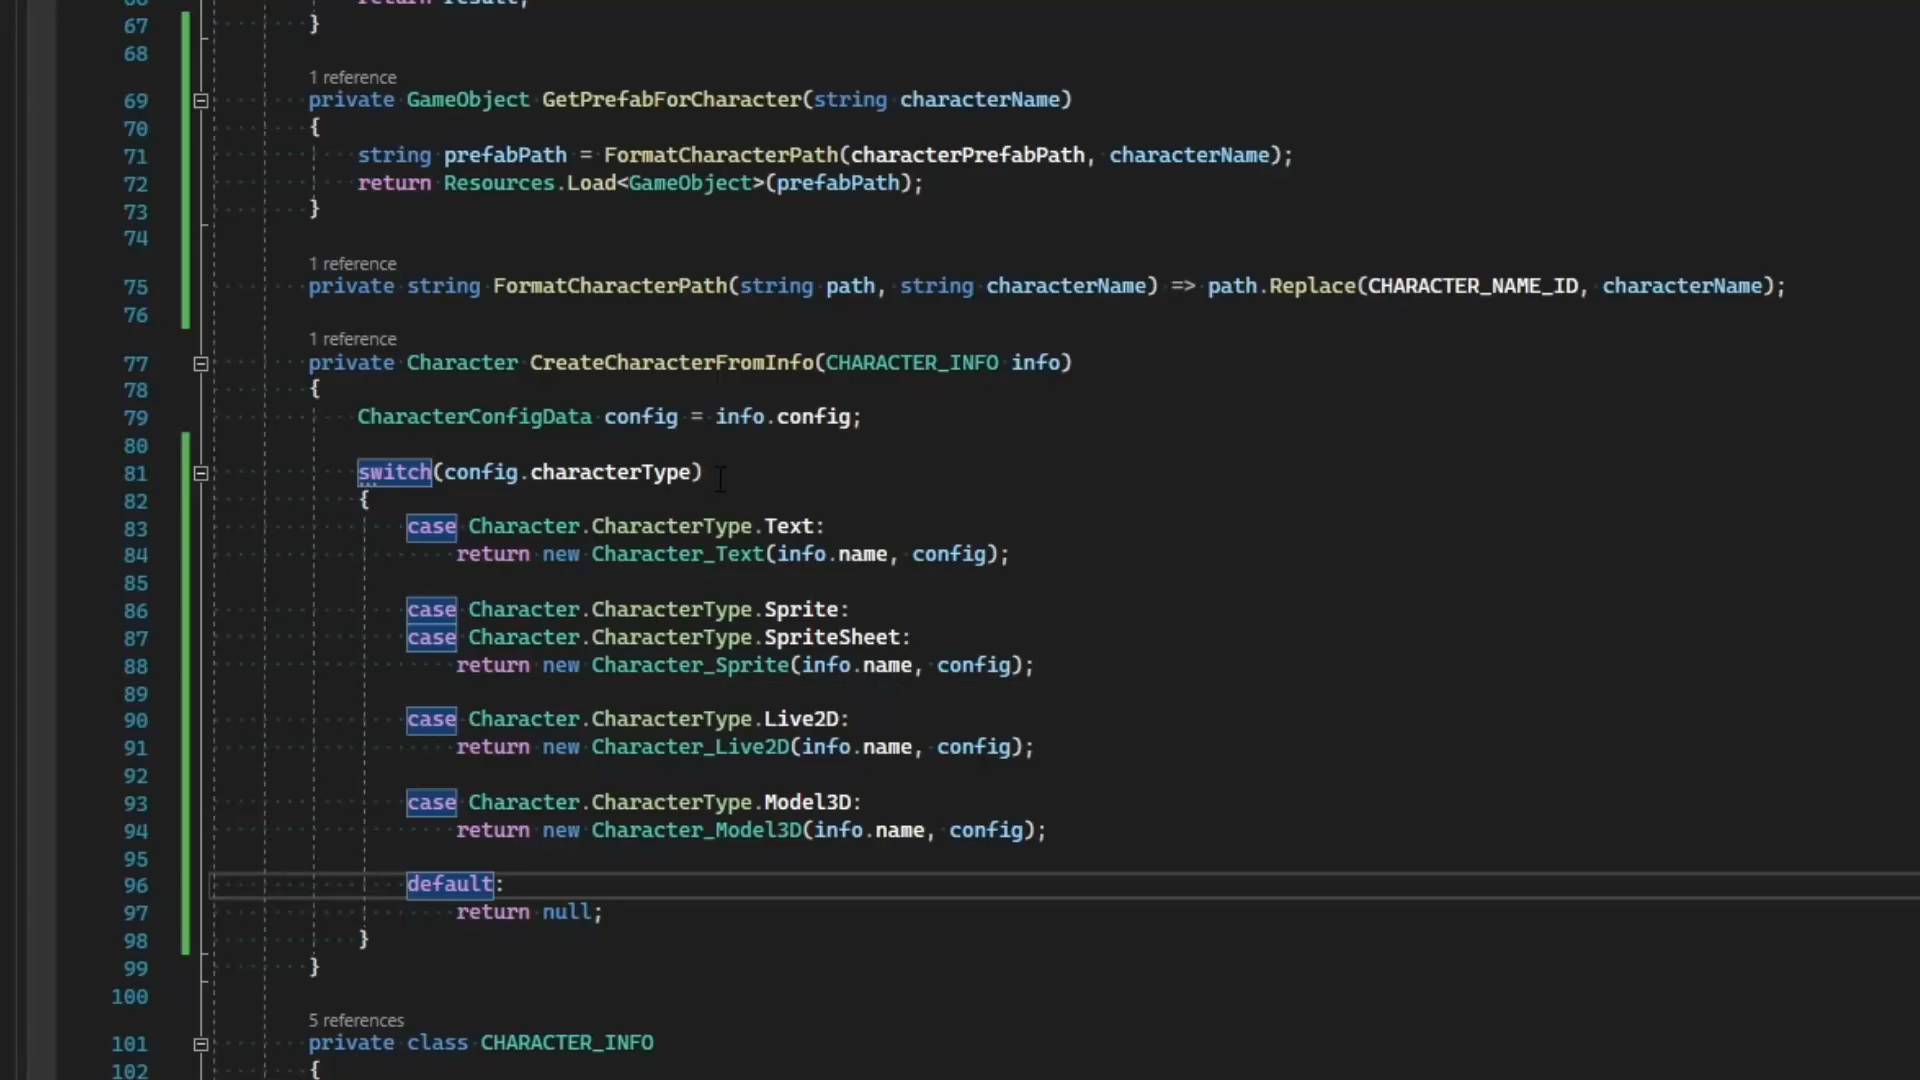 66 return result;
67 }
68
1 reference
69 private GameObject GetPrefabForCharacter(string characterName)
70 {
71 string prefabPath = FormatCharacterPath(characterPrefabPath, characterName);
72 return Resources.Load<GameObject>(prefabPath);
73 }
74
1 reference
75 private string FormatCharacterPath(string path, string characterName) => path.Replace(CHARACTER_NAME_ID, characterName);
76
1 reference
77 private Character CreateCharacterFromInfo(CHARACTER_INFO info)
78 {
79 CharacterConfigData config = info.config;
80
81 switch(config.characterType)
82 {
83 case Character.CharacterType.Text:
84 return new Character_Text(info.name, config);
85
86 case Character.CharacterType.Sprite:
87 case Character.CharacterType.SpriteSheet:
88 return new Character_Sprite(info.name, config);
89
90 case Character.CharacterType.Live2D:
91 return new Character_Live2D(info.name, config);
92
93 case Character.CharacterType.Model3D:
94 return new Character_Model3D(info.name, config);
95
96 default:
97 return null;
98 }
99 }
100
5 references
101 private class CHARACTER_INFO
102 {